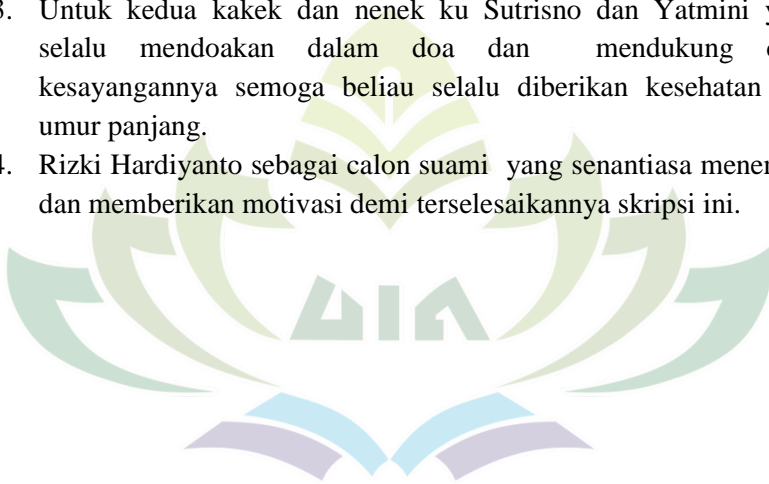 3. Untuk kedua kakek dan nenek ku Sutrisno dan Yatmini
selalu mendoakan dalam doa dan mendukung
kesayangannya semoga beliau selalu diberikan kesehatan
umur panjang.
4. Rizki Hardiyanto sebagai calon suami yang senantiasa
dan memberikan motivasi demi terselesaikannya skripsi ini.
UIN